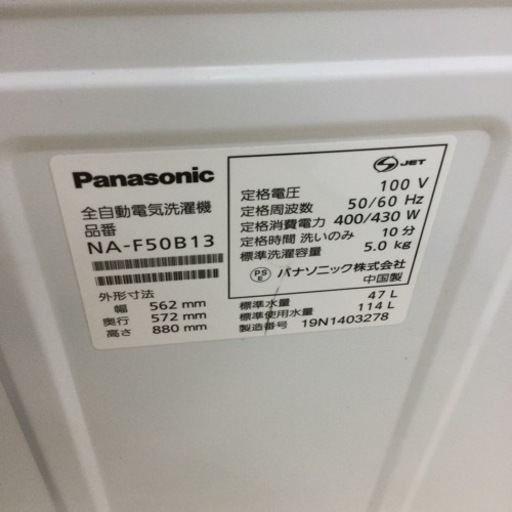 Panasonic
全自動電気洗濯機
品番
NA-F50B13
外形寸法
幅 562 mm
奥行 572 mm
高さ 880 mm
S JET
定格電圧 100 V
定格周波数 50/60 Hz
定格消費電力 400/430 W
定格時間 洗いのみ 10 分
標準洗濯容量 5.0 kg
PS E パナソニック株式会社
中国製
標準水量 47 L
標準使用水量 114 L
製造番号 19N1403278